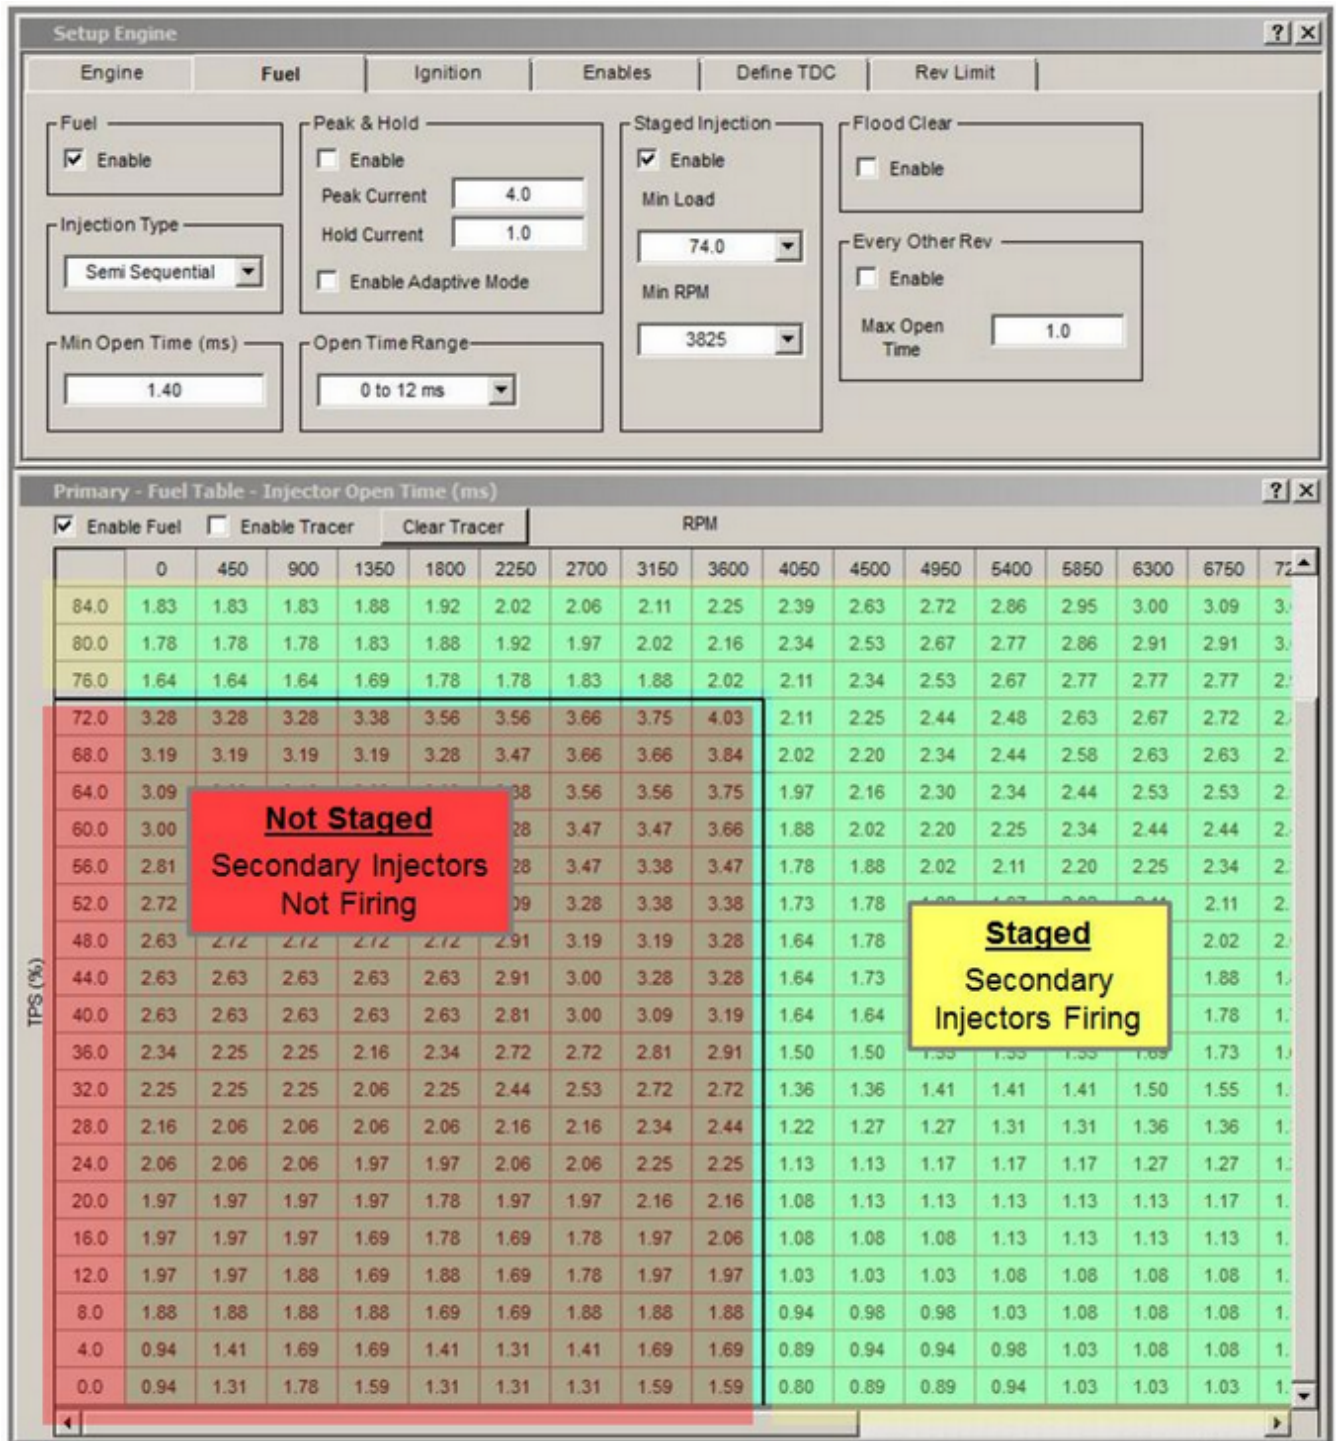 Setup Engine
Engine Fuel Ignition Enables Define TDC Rev Limit
Fuel
Enable
Injection Type
Semi Sequential
Min Open Time (ms)
1.40
Peak & Hold
Enable
Peak Current 4.0
Hold Current 1.0
Enable Adaptive Mode
Open Time Range
0 to 12 ms
Staged Injection
Enable
Min Load
74.0
Min RPM
3825
Flood Clear
Enable
Every Other Rev
Enable
Max Open
Time
1.0
Primary - Fuel Table - Injector Open Time (ms)
Enable Fuel Enable Tracer Clear Tracer RPM
0 450 900 1350 1800 2250 2700 3150 3600 4050 4500 4950 5400 5850 6300 6750
84.0 1.83 1.83 1.83 1.88 1.92 2.02 2.06 2.11 2.25 2.39 2.63 2.72 2.86 2.95 3.00 3.09
80.0 1.78 1.78 1.78 1.83 1.88 1.92 1.97 2.02 2.16 2.34 2.53 2.67 2.77 2.86 2.91 2.91
76.0 1.64 1.64 1.64 1.69 1.78 1.78 1.83 1.88 2.02 2.11 2.34 2.53 2.67 2.77 2.77 2.77
72.0 3.28 3.28 3.28 3.38 3.56 3.56 3.66 3.75 4.03 2.11 2.25 2.44 2.48 2.63 2.67 2.72
68.0 3.19 3.19 3.19 3.19 3.28 3.47 3.66 3.66 3.84 2.02 2.20 2.34 2.44 2.58 2.63 2.63
64.0 3.09 3.56 3.56 3.75 1.97 2.16 2.30 2.34 2.44 2.53 2.53
60.0 3.00 3.47 3.47 3.66 1.88 2.02 2.20 2.25 2.34 2.44 2.44
56.0 2.81 3.47 3.38 3.47 1.78 1.88 2.02 2.11 2.20 2.25 2.34
52.0 2.72 3.28 3.38 3.38 1.73 1.78 2.11
48.0 2.63 2.72 2.72 2.72 2.72 2.91 3.19 3.19 3.28 1.64 1.78 2.02
44.0 2.63 2.63 2.63 2.63 2.63 2.91 3.00 3.28 3.28 1.64 1.73 1.88
40.0 2.63 2.63 2.63 2.63 2.63 2.81 3.00 3.09 3.19 1.64 1.64 1.78
36.0 2.34 2.25 2.25 2.16 2.34 2.72 2.72 2.81 2.91 1.50 1.50 1.55 1.55 1.55 1.69 1.73
32.0 2.25 2.25 2.25 2.06 2.25 2.44 2.53 2.72 2.72 1.36 1.36 1.41 1.41 1.41 1.50 1.55
28.0 2.16 2.06 2.06 2.06 2.06 2.16 2.16 2.34 2.44 1.22 1.27 1.27 1.31 1.31 1.36 1.36
24.0 2.06 2.06 2.06 1.97 1.97 2.06 2.06 2.25 2.25 1.13 1.13 1.17 1.17 1.17 1.27 1.27
20.0 1.97 1.97 1.97 1.97 1.78 1.97 1.97 2.16 2.16 1.08 1.13 1.13 1.13 1.13 1.13 1.17
16.0 1.97 1.97 1.97 1.69 1.78 1.69 1.78 1.97 2.06 1.08 1.08 1.08 1.13 1.13 1.13 1.13
12.0 1.97 1.97 1.88 1.69 1.88 1.69 1.78 1.97 1.97 1.03 1.03 1.03 1.08 1.08 1.08 1.08
8.0 1.88 1.88 1.88 1.88 1.69 1.69 1.88 1.88 1.88 0.94 0.98 0.98 1.03 1.08 1.08 1.08
4.0 0.94 1.41 1.69 1.69 1.41 1.31 1.41 1.69 1.69 0.89 0.94 0.94 0.98 1.03 1.08 1.08
0.0 0.94 1.31 1.78 1.59 1.31 1.31 1.31 1.59 1.59 0.80 0.89 0.89 0.94 1.03 1.03 1.03
TPS (%)
Not Staged
Secondary Injectors
Not Firing
Staged
Secondary
Injectors Firing